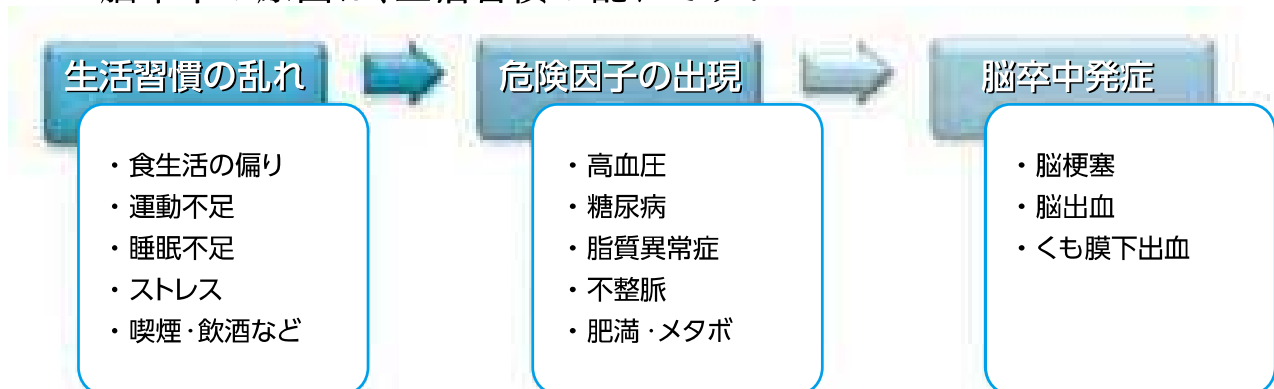 生活習慣の乱れ
・食生活の偏り
・運動不足
・睡眠不足
・ストレス
・喫煙・飲酒など
危険因子の出現
・高血圧
・糖尿病
・脂質異常症
・不整脈
・肥満・メタボ
脳卒中発症
・脳梗塞
・脳出血
・くも膜下出血